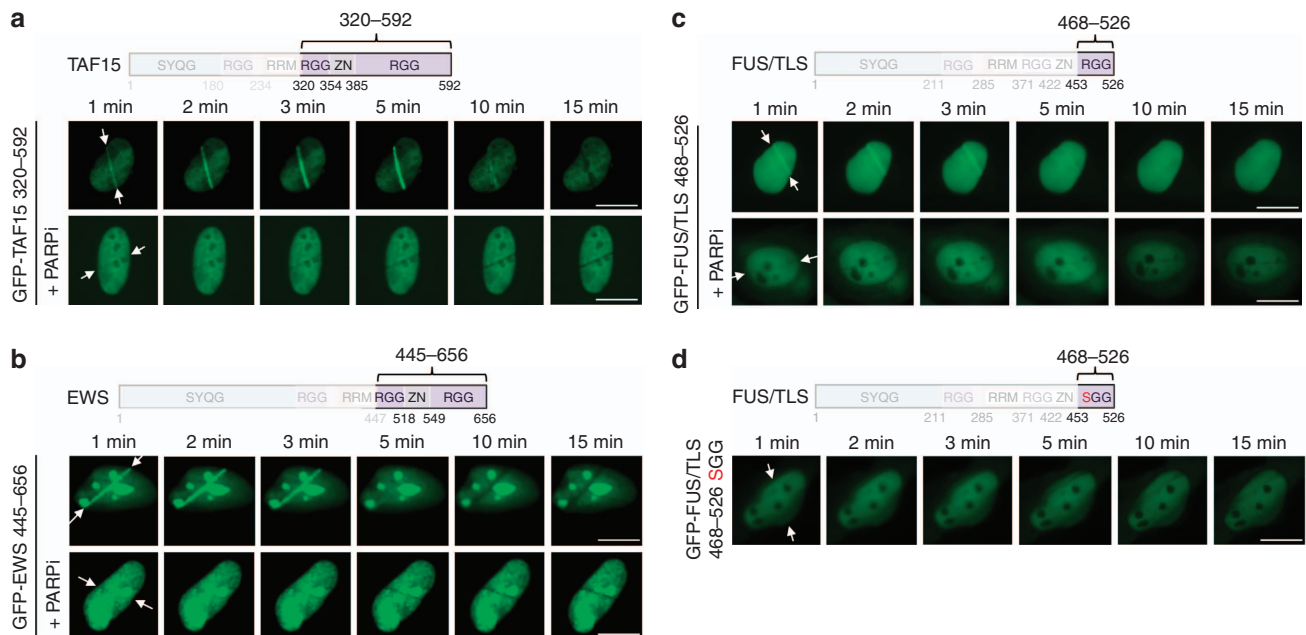 a
320–592
TAF15
SYQG RGG RRM RGG ZN RGG
1 180 234 320 354 385 592
1 min 2 min 3 min 5 min 10 min 15 min
GFP-TAF15 320–592
+ PARPi
b
445–656
EWS
SYQG RGG RRM RGG ZN RGG
1 447 518 549 656
1 min 2 min 3 min 5 min 10 min 15 min
GFP-EWS 445–656
+ PARPi
c
468–526
FUS/TLS
SYQG RGG RRM RGG ZN RGG
1 211 285 371 422 453 526
1 min 2 min 3 min 5 min 10 min 15 min
GFP-FUS/TLS 468–526
+ PARPi
d
468–526
FUS/TLS
SYQG RGG RRM RGG ZN SGG
1 211 285 371 422 453 526
1 min 2 min 3 min 5 min 10 min 15 min
GFP-FUS/TLS
468–526 SGG